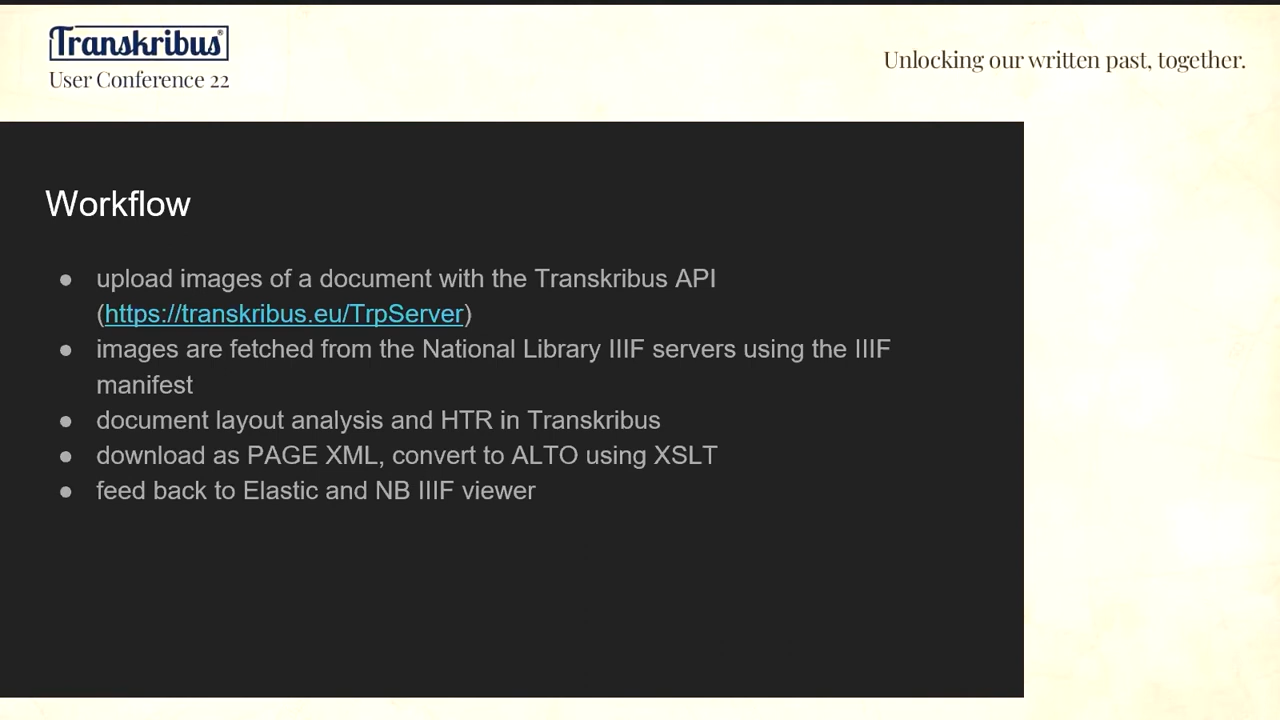 Transkribus®
User Conference 22
Unlocking our written past, together.
Workflow
● upload images of a document with the Transkribus API
(https://transkribus.eu/TrpServer)
● images are fetched from the National Library IIIF servers using the IIIF
manifest
● document layout analysis and HTR in Transkribus
● download as PAGE XML, convert to ALTO using XSLT
● feed back to Elastic and NB IIIF viewer